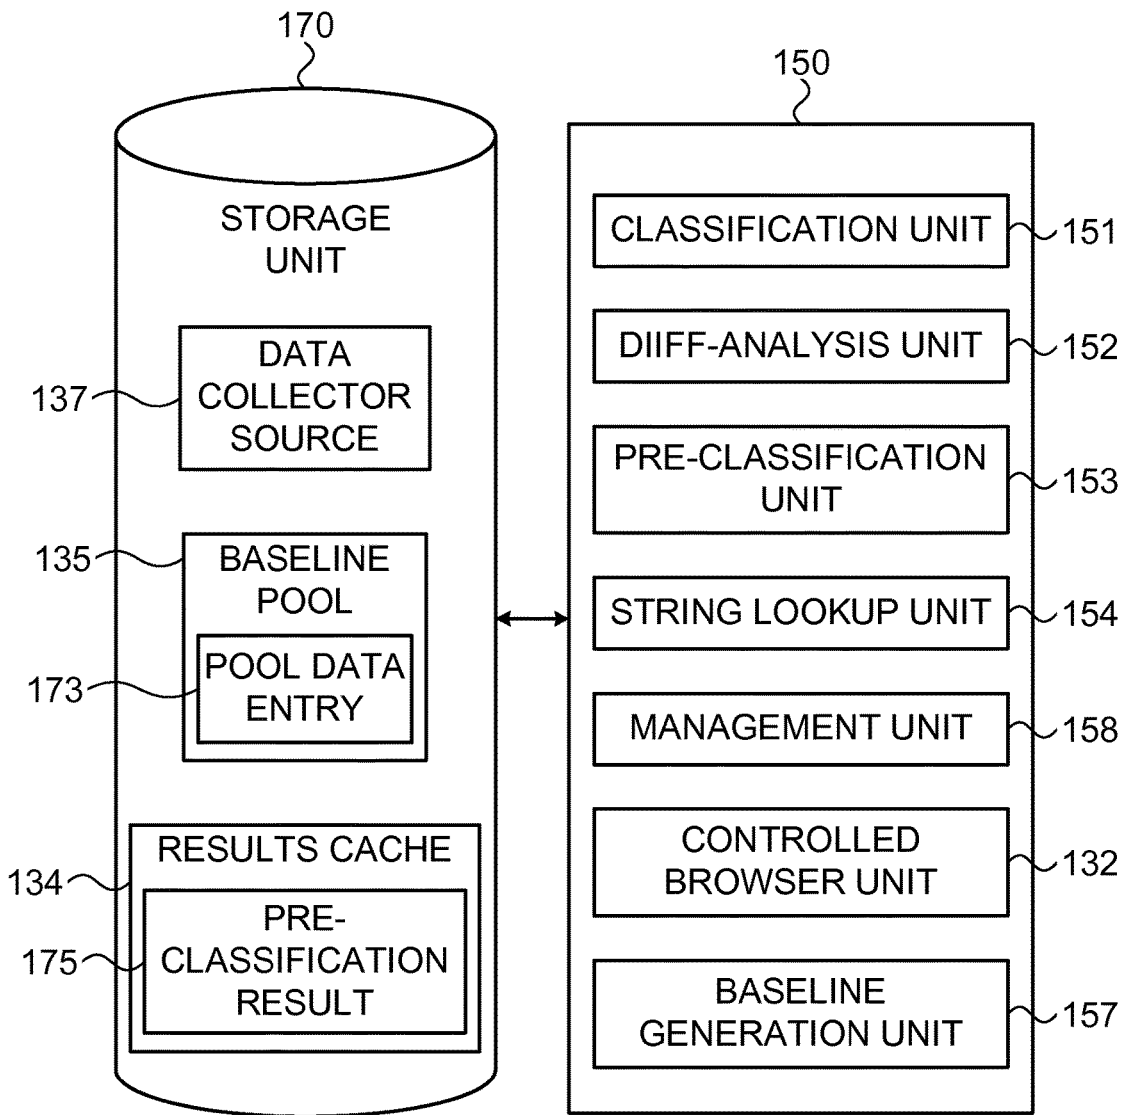 170
150
STORAGE
UNIT
137
DATA
COLLECTOR
SOURCE
135
BASELINE
POOL
173
POOL DATA
ENTRY
134
RESULTS CACHE
175
PRE-
CLASSIFICATION
RESULT
CLASSIFICATION UNIT
151
DIIFF-ANALYSIS UNIT
152
PRE-CLASSIFICATION
UNIT
153
STRING LOOKUP UNIT
154
MANAGEMENT UNIT
158
CONTROLLED
BROWSER UNIT
132
BASELINE
GENERATION UNIT
157